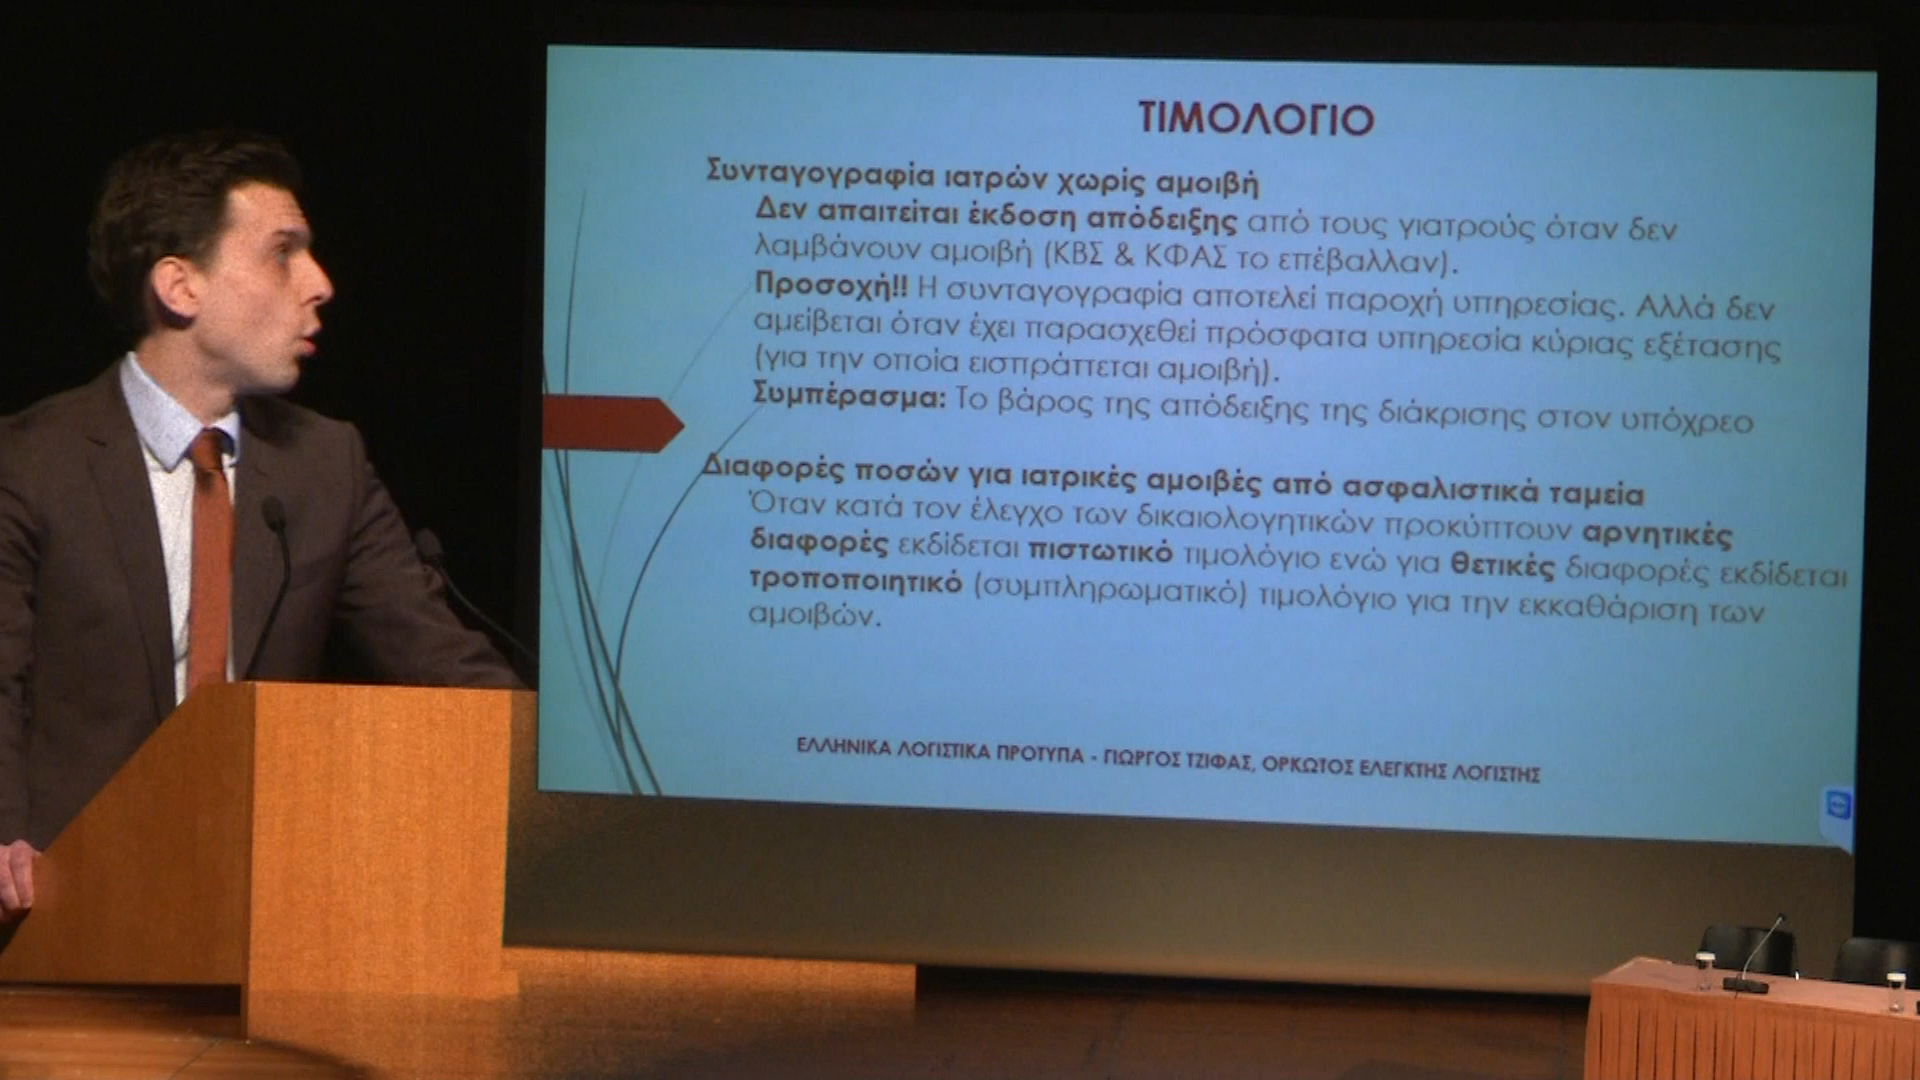 ΤΙΜΟΛΟΓΙΟ
Συνταγογραφία ιατρών χωρίς αμοιβή
Δεν απαιτείται έκδοση απόδειξης από τους γιατρούς όταν δεν
λαμβάνουν αμοιβή (ΚΒΣ & ΚΦΑΣ το επέβαλλαν).
Προσοχή!! Η συνταγογραφία αποτελεί παροχή υπηρεσίας. Αλλά δεν
αμείβεται όταν έχει παρασχεθεί πρόσφατα υπηρεσία κύριας εξέτασης
(για την οποία εισπράττεται αμοιβή).
Συμπέρασμα: Το βάρος της απόδειξης της διάκρισης στον υπόχρεο
Διαφορές ποσών για ιατρικές αμοιβές από ασφαλιστικά ταμεία
Όταν κατά τον έλεγχο των δικαιολογητικών προκύπτουν αρνητικές
διαφορές εκδίδεται πιστωτικό τιμολόγιο ενώ για θετικές διαφορές εκδίδεται
τροποποιητικό (συμπληρωματικό) τιμολόγιο για την εκκαθάριση των
αμοιβών.
ΕΛΛΗΝΙΚΑ ΛΟΓΙΣΤΙΚΑ ΠΡΟΤΥΠΑ - ΓΙΩΡΓΟΣ ΤΖΙΦΑΣ, ΟΡΚΩΤΟΣ ΕΛΕΓΚΤΗΣ ΛΟΓΙΣΤΗΣ